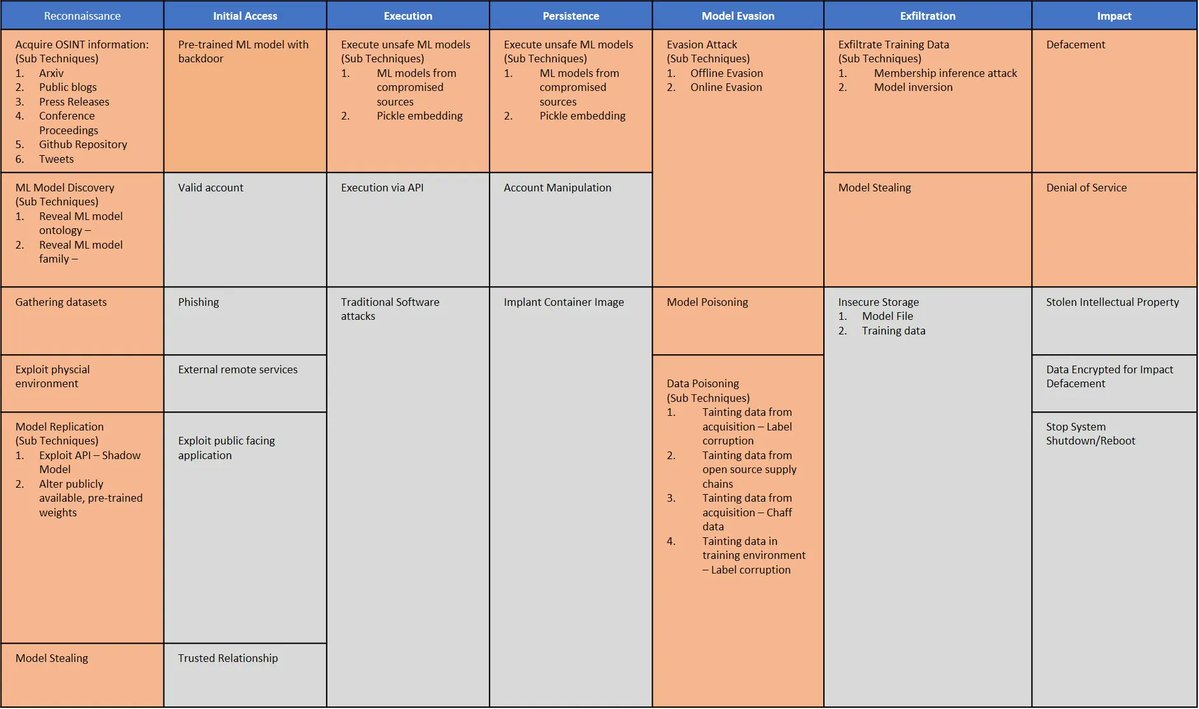 Reconnaissance
Initial Access
Execution
Persistence
Model Evasion
Exfiltration
Impact
Acquire OSINT information:
(Sub Techniques)
1. Arxiv
2. Public blogs
3. Press Releases
4. Conference
Proceedings
5. Github Repository
6. Tweets
Pre-trained ML model with
backdoor
Execute unsafe ML models
(Sub Techniques)
1. ML models from
compromised
sources
2. Pickle embedding
Execute unsafe ML models
(Sub Techniques)
1. ML models from
compromised
sources
2. Pickle embedding
Evasion Attack
(Sub Techniques)
1. Offline Evasion
2. Online Evasion
Exfiltrate Training Data
(Sub Techniques)
1. Membership inference attack
2. Model inversion
Defacement
ML Model Discovery
(Sub Techniques)
1. Reveal ML model
ontology –
2. Reveal ML model
family –
Valid account
Execution via API
Account Manipulation
Model Stealing
Denial of Service
Gathering datasets
Phishing
Traditional Software
attacks
Implant Container Image
Model Poisoning
Insecure Storage
1. Model File
2. Training data
Stolen Intellectual Property
Exploit physcial
environment
External remote services
Data Poisoning
(Sub Techniques)
1. Tainting data from
acquisition – Label
corruption
2. Tainting data from
open source supply
chains
3. Tainting data from
acquisition – Chaff
data
4. Tainting data in
training environment
– Label corruption
Data Encrypted for Impact
Defacement
Model Replication
(Sub Techniques)
1. Exploit API – Shadow
Model
2. Alter publicly
available, pre-trained
weights
Exploit public facing
application
Stop System
Shutdown/Reboot
Model Stealing
Trusted Relationship